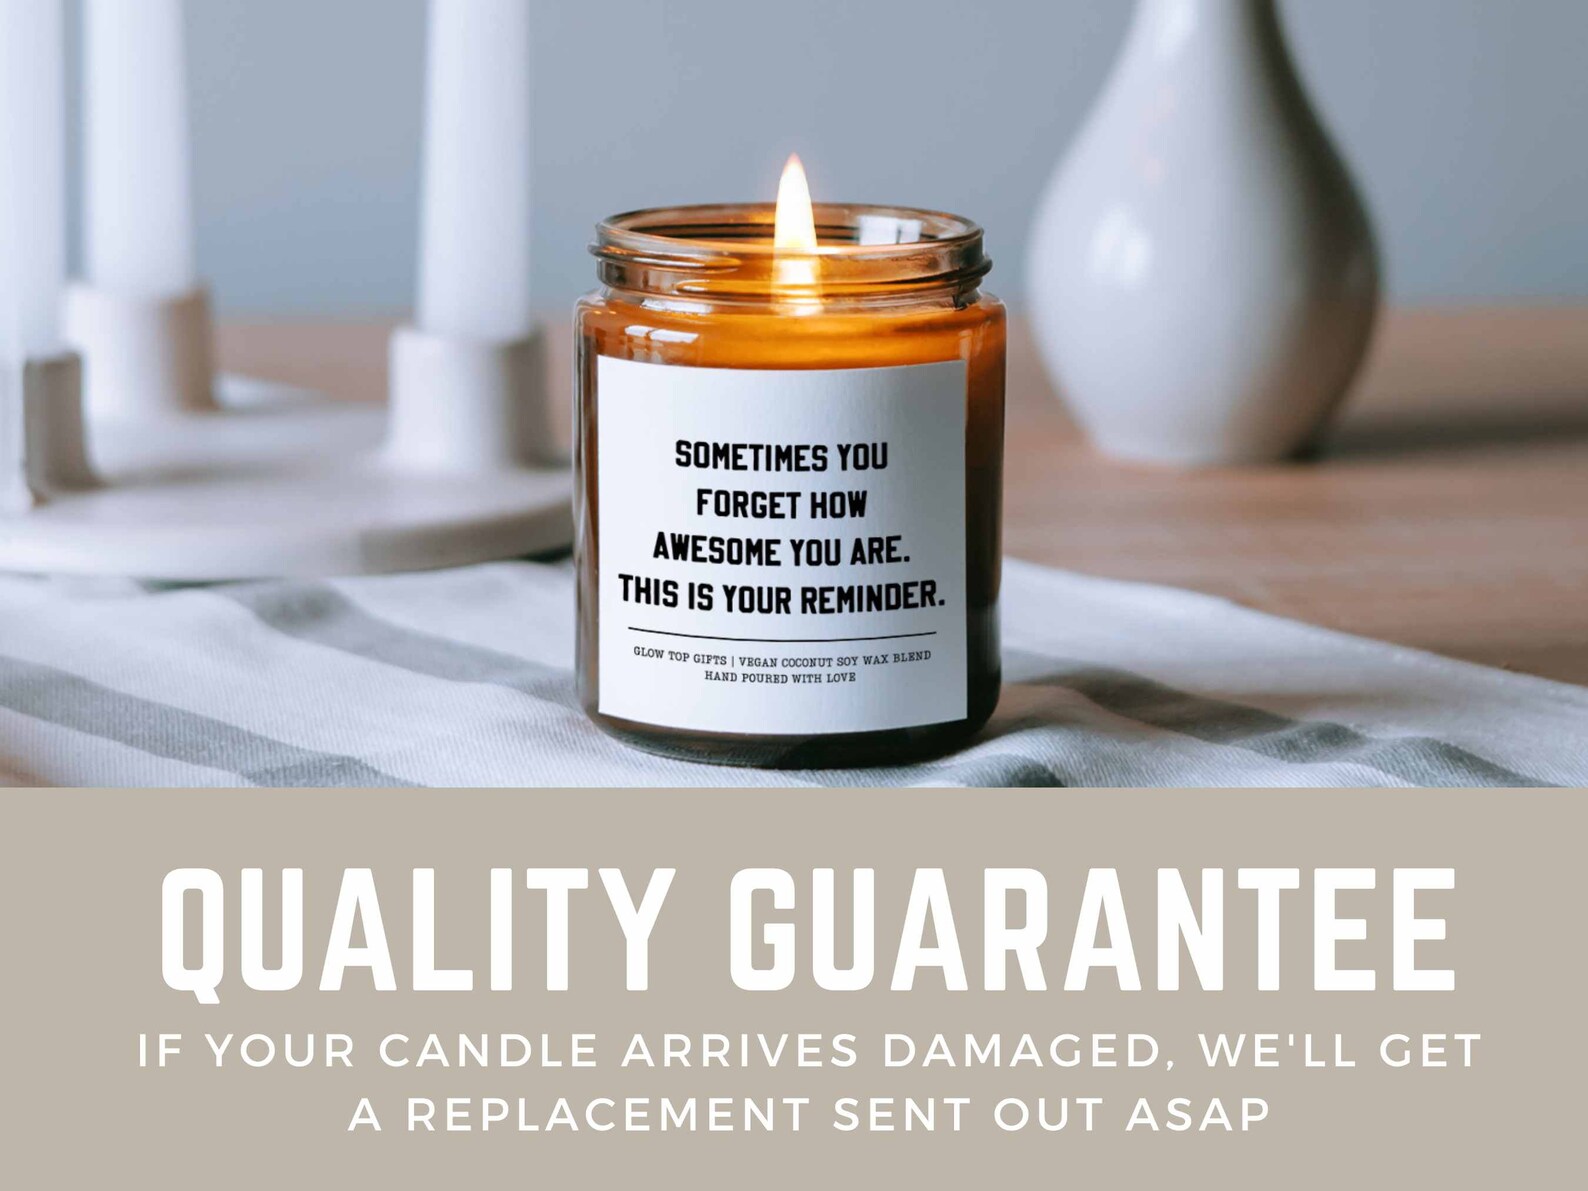 SOMETIMES YOU
FORGET HOW
AWESOME YOU ARE.
THIS IS YOUR REMINDER.
GLOW TOP GIFTS | VEGAN COCONUT SOY WAX BLEND
HAND POURED WITH LOVE
QUALITY GUARANTEE
IF YOUR CANDLE ARRIVES DAMAGED, WE'LL GET
A REPLACEMENT SENT OUT ASAP